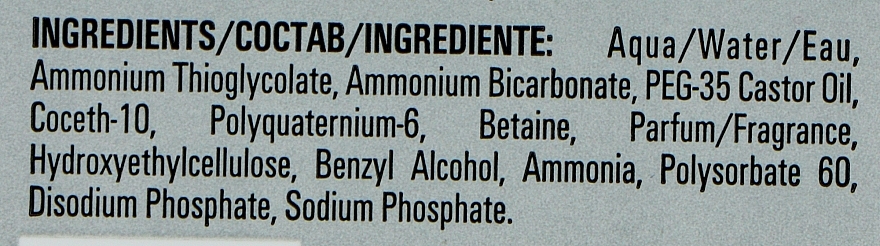 INGREDIENTS/СОСТАВ/INGREDIENTE: Aqua/Water/Eau,
Ammonium Thioglycolate, Ammonium Bicarbonate, PEG-35 Castor Oil,
Coceth-10, Polyquaternium-6, Betaine, Parfum/Fragrance,
Hydroxyethylcellulose, Benzyl Alcohol, Ammonia, Polysorbate 60,
Disodium Phosphate, Sodium Phosphate.